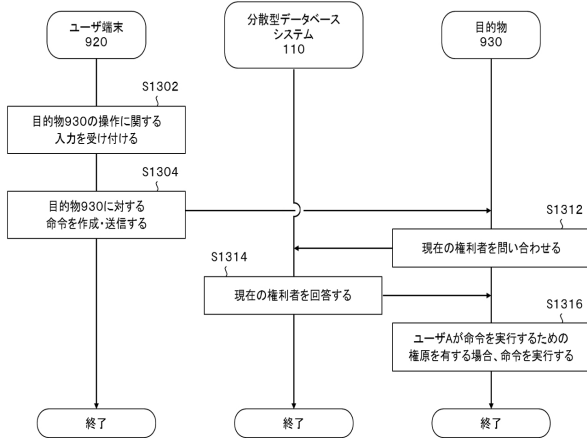 ユーザ端末
920
分散型データベース
システム
110
目的物
930
S1302
目的物930の操作に関する
入力を受け付ける
S1304
目的物930に対する
命令を作成・送信する
S1312
現在の権利者を問い合わせる
S1314
現在の権利者を回答する
S1316
ユーザAが命令を実行するための
権原を有する場合、命令を実行する
終了
終了
終了